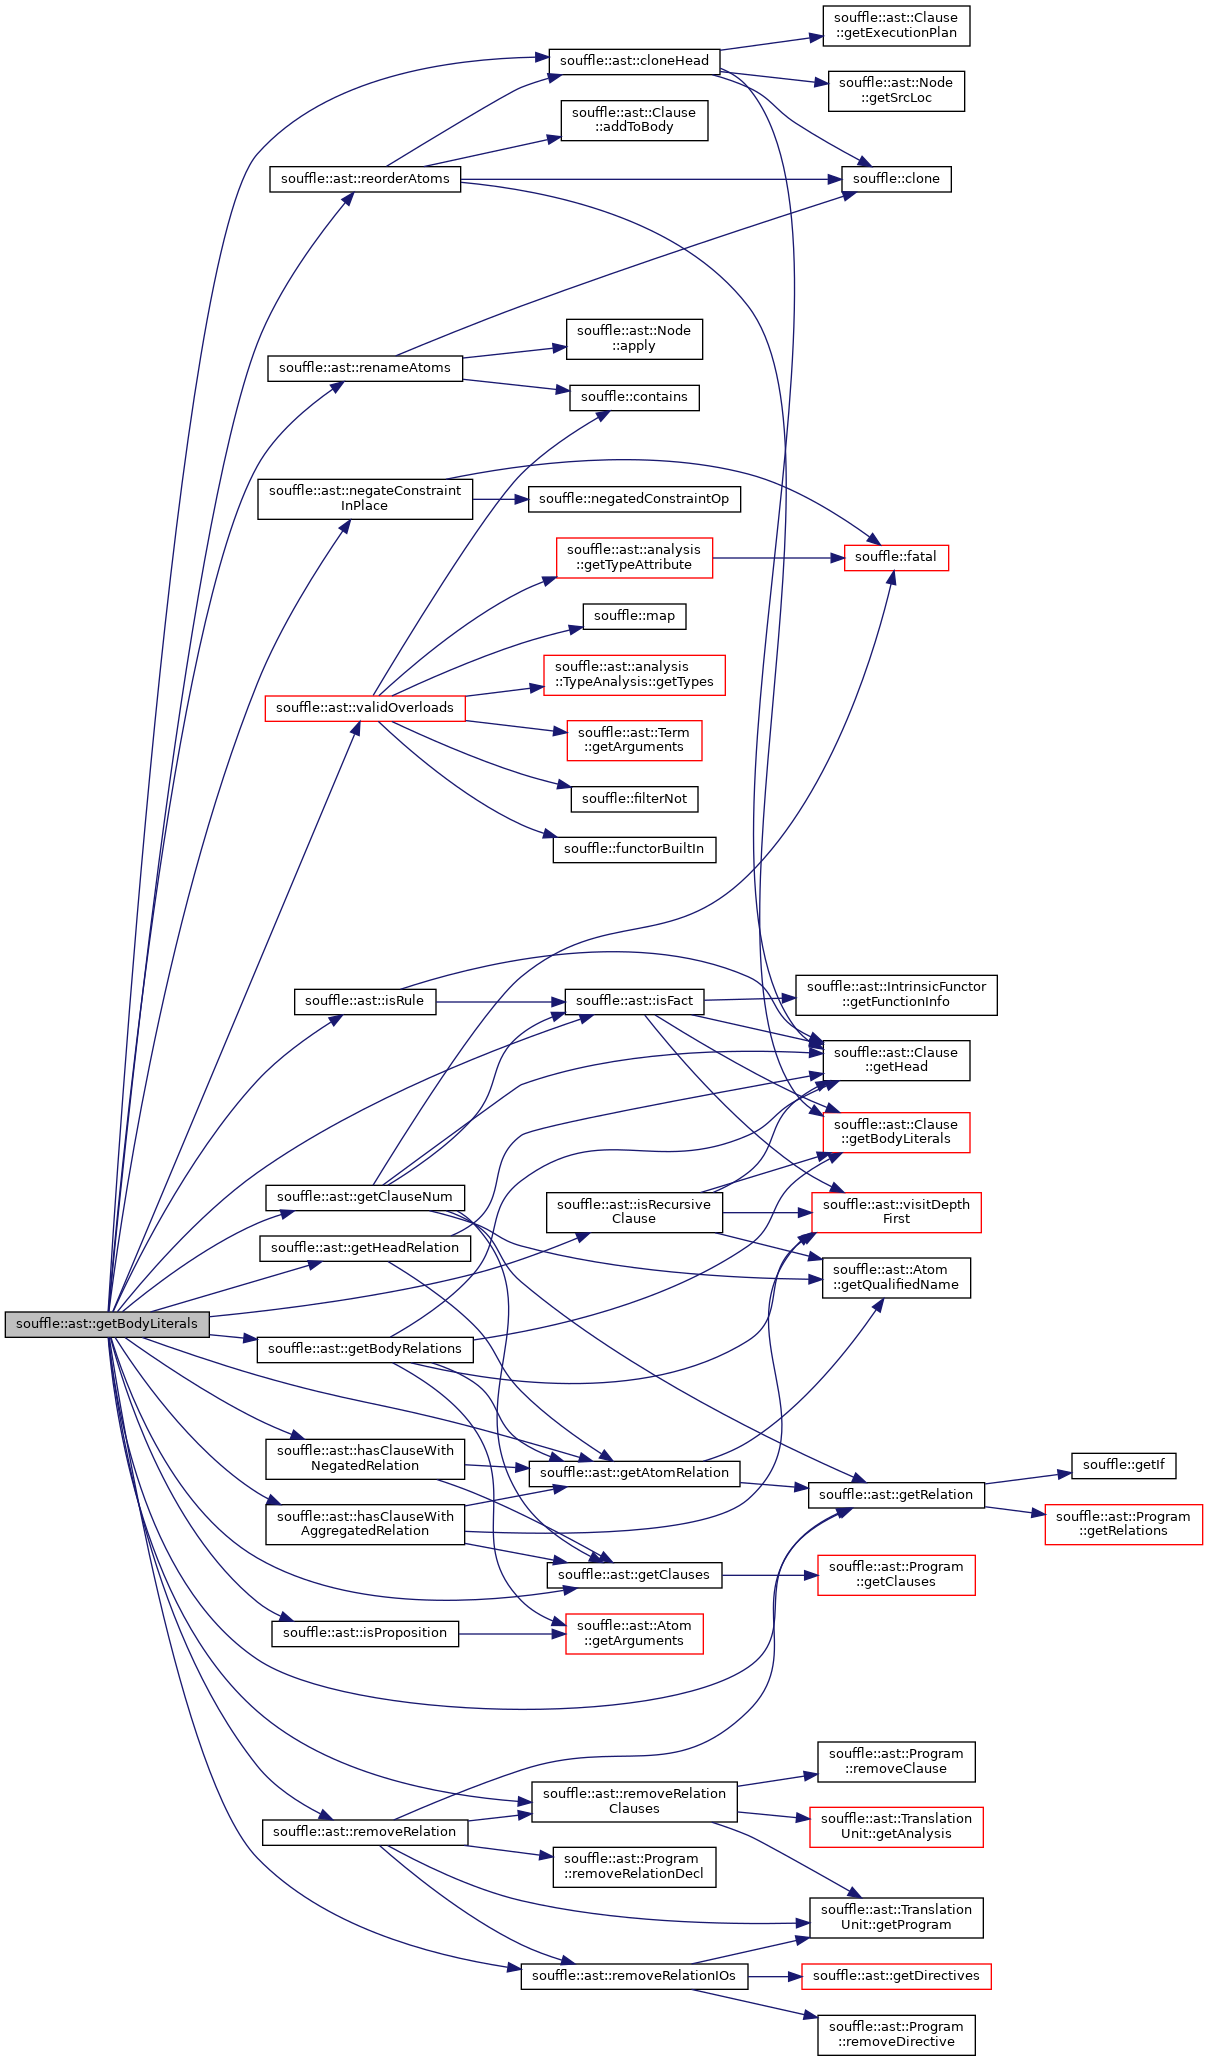 souffle::ast::Clause
::getExecutionPlan
souffle::ast::cloneHead
souffle::ast::Node
::getSrcLoc
souffle::ast::Clause
::addToBody
souffle::ast::reorderAtoms
souffle::clone
souffle::ast::Node
::apply
souffle::ast::renameAtoms
souffle::contains
souffle::ast::negateConstraint
InPlace
souffle::negatedConstraintOp
souffle::ast::analysis
::getTypeAttribute
souffle::fatal
souffle::map
souffle::ast::analysis
::TypeAnalysis::getTypes
souffle::ast::validOverloads
souffle::ast::Term
::getArguments
souffle::filterNot
souffle::functorBuiltIn
souffle::ast::isRule
souffle::ast::isFact
souffle::ast::IntrinsicFunctor
::getFunctionInfo
souffle::ast::Clause
::getHead
souffle::ast::Clause
::getBodyLiterals
souffle::ast::getClauseNum
souffle::ast::isRecursive
Clause
souffle::ast::visitDepth
First
souffle::ast::getHeadRelation
souffle::ast::Atom
::getQualifiedName
souffle::ast::getBodyLiterals
souffle::ast::getBodyRelations
souffle::ast::hasClauseWith
NegatedRelation
souffle::ast::getAtomRelation
souffle::getIf
souffle::ast::getRelation
souffle::ast::hasClauseWith
AggregatedRelation
souffle::ast::Program
::getRelations
souffle::ast::getClauses
souffle::ast::Program
::getClauses
souffle::ast::isProposition
souffle::ast::Atom
::getArguments
souffle::ast::Program
::removeClause
souffle::ast::removeRelation
Clauses
souffle::ast::Translation
Unit::getAnalysis
souffle::ast::removeRelation
souffle::ast::Program
::removeRelationDecl
souffle::ast::Translation
Unit::getProgram
souffle::ast::removeRelationIOs
souffle::ast::getDirectives
souffle::ast::Program
::removeDirective